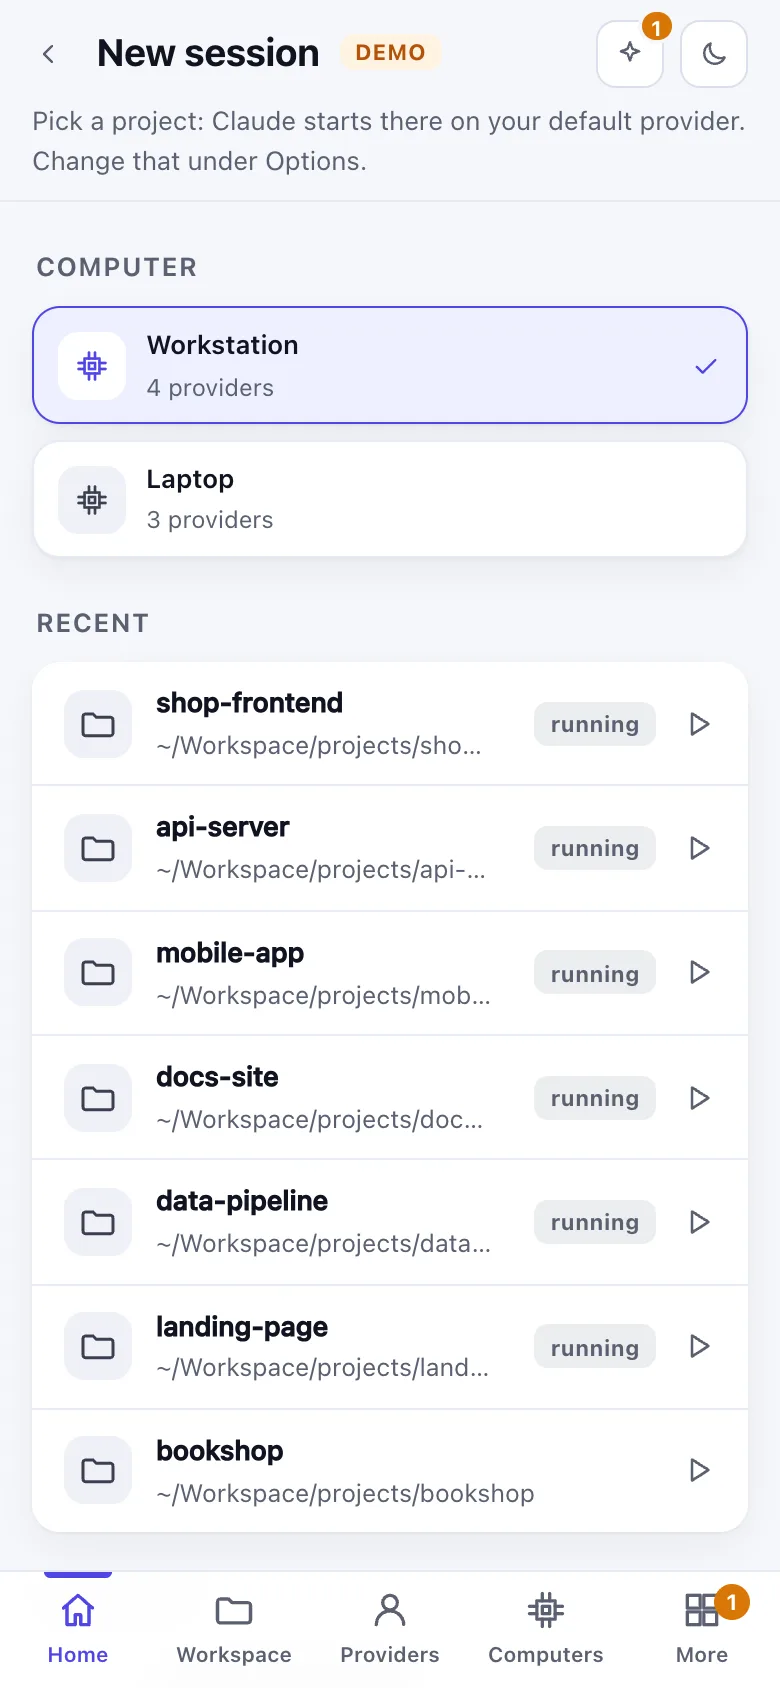 New session
DEMO
1
Pick a project: Claude starts there on your default provider.
Change that under Options.
COMPUTER
Workstation
4 providers
Laptop
3 providers
RECENT
shop-frontend
~/Workspace/projects/sho...
running
api-server
~/Workspace/projects/api-...
running
mobile-app
~/Workspace/projects/mob...
running
docs-site
~/Workspace/projects/doc...
running
data-pipeline
~/Workspace/projects/data...
running
landing-page
~/Workspace/projects/land...
running
bookshop
~/Workspace/projects/bookshop
Home
Workspace
Providers
Computers
More
1